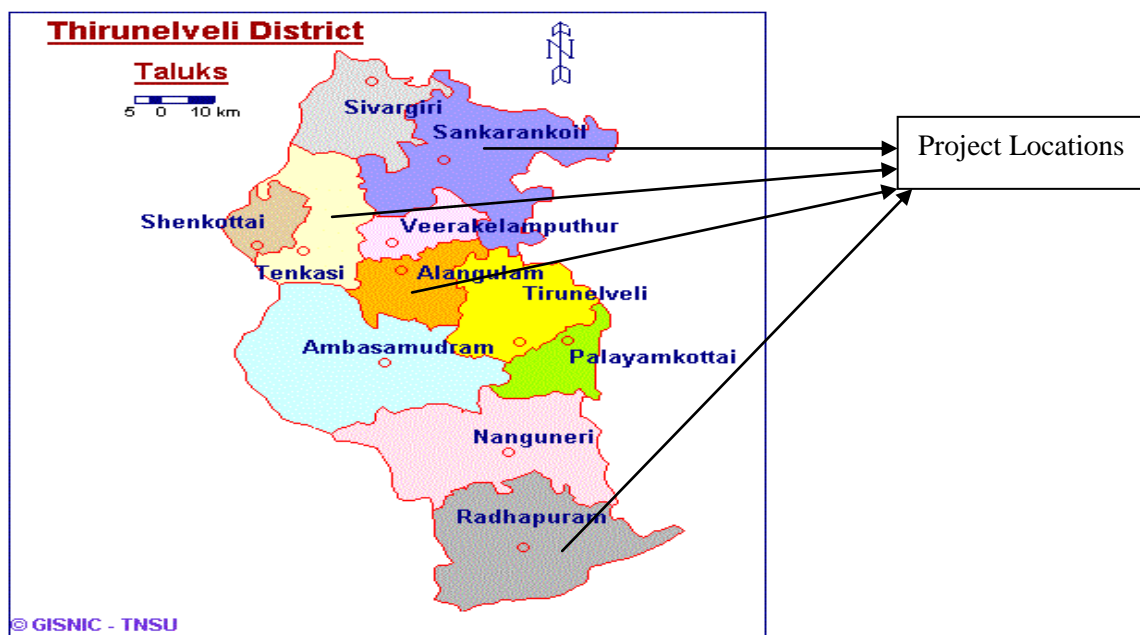 Thirunelveli District
N
Taluks
5 0 10 km
Sivargiri
Sankarankoil
Project Locations
Shenkottai
Veerakelamputhur
Tenkasi
Alangulam
Tirunelveli
Ambasamudram
Palayamkottai
Nanguneri
Radhapuram
© GISNIC - TNSU